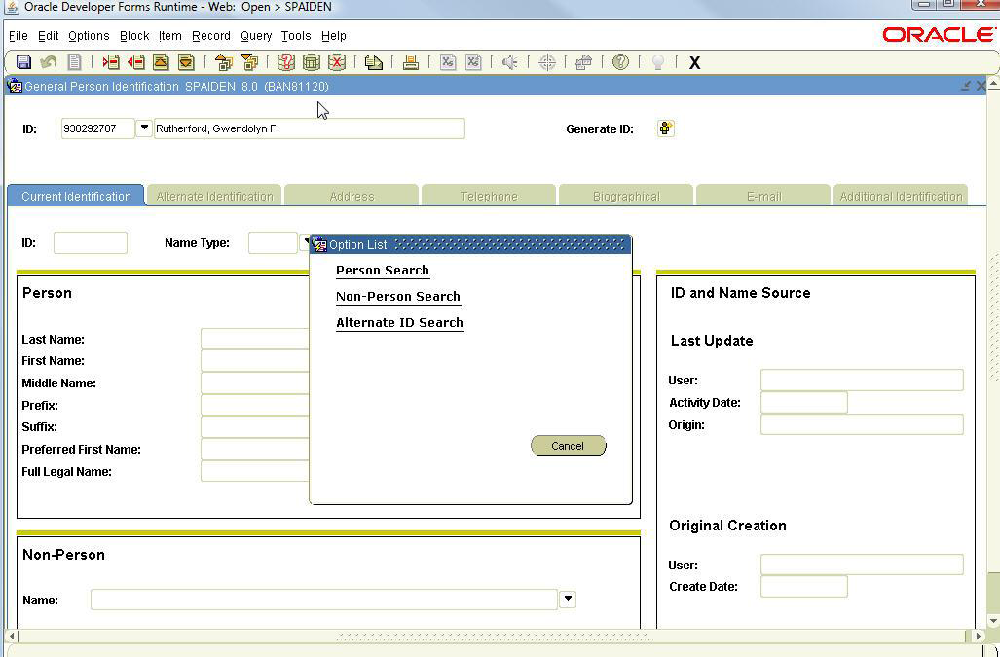 Oracle Developer Forms Runtime - Web: Open > SPAIDEN
File Edit Options Block Item Record Query Tools Help
ORACLE
X
General Person Identification SPAIDEN 8.0 (BAN81120)
ID: 930292707 Rutherford, Gwendolyn F. Generate ID:
Current Identification Alternate Identification Address Telephone Biographical E-mail Additional Identification
ID: Name Type:
Option List
Person Search
Non-Person Search
Alternate ID Search
Cancel
Person
Last Name:
First Name:
Middle Name:
Prefix:
Suffix:
Preferred First Name:
Full Legal Name:
ID and Name Source
Last Update
User:
Activity Date:
Origin:
Original Creation
User:
Create Date:
Non-Person
Name: